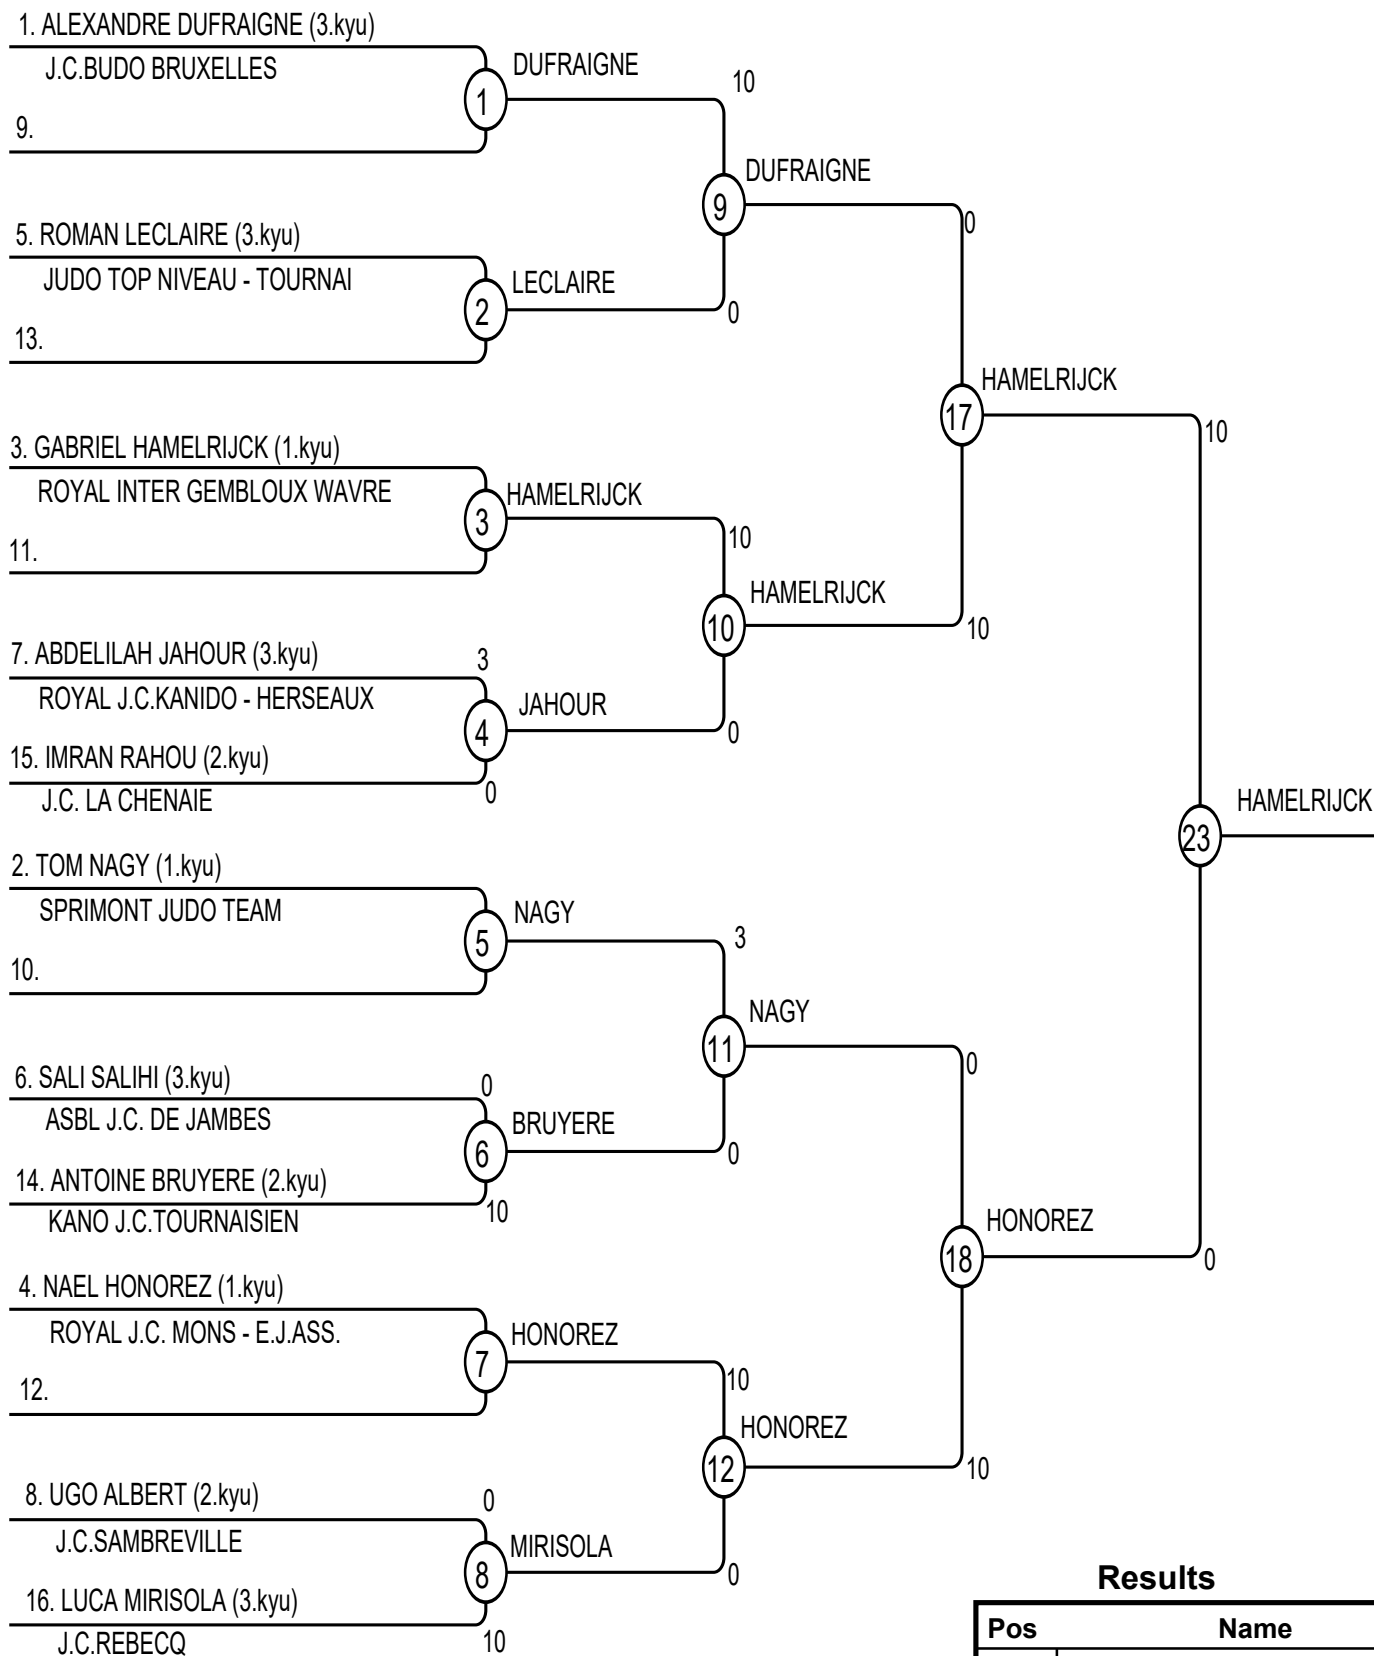 1. ALEXANDRE DUFRAIGNE (3.kyu)
J.C.BUDO BRUXELLES
9.
1
DUFRAIGNE
10
5. ROMAN LECLAIRE (3.kyu)
JUDO TOP NIVEAU - TOURNAI
13.
2
LECLAIRE
0
9
DUFRAIGNE
0
3. GABRIEL HAMELRIJCK (1.kyu)
ROYAL INTER GEMBLOUX WAVRE
11.
3
HAMELRIJCK
10
7. ABDELILAH JAHOUR (3.kyu)
3
ROYAL J.C.KANIDO - HERSEAUX
15. IMRAN RAHOU (2.kyu)
0
J.C. LA CHENAIE
4
JAHOUR
0
10
HAMELRIJCK
10
17
HAMELRIJCK
10
2. TOM NAGY (1.kyu)
SPRIMONT JUDO TEAM
10.
5
NAGY
3
6. SALI SALIHI (3.kyu)
0
ASBL J.C. DE JAMBES
14. ANTOINE BRUYERE (2.kyu)
10
KANO J.C.TOURNAISIEN
6
BRUYERE
0
11
NAGY
0
4. NAEL HONOREZ (1.kyu)
ROYAL J.C. MONS - E.J.ASS.
12.
7
HONOREZ
10
8. UGO ALBERT (2.kyu)
0
J.C.SAMBREVILLE
16. LUCA MIRISOLA (3.kyu)
10
J.C.REBECQ
8
MIRISOLA
0
12
HONOREZ
10
18
HONOREZ
0
23
HAMELRIJCK
Results
Pos Name